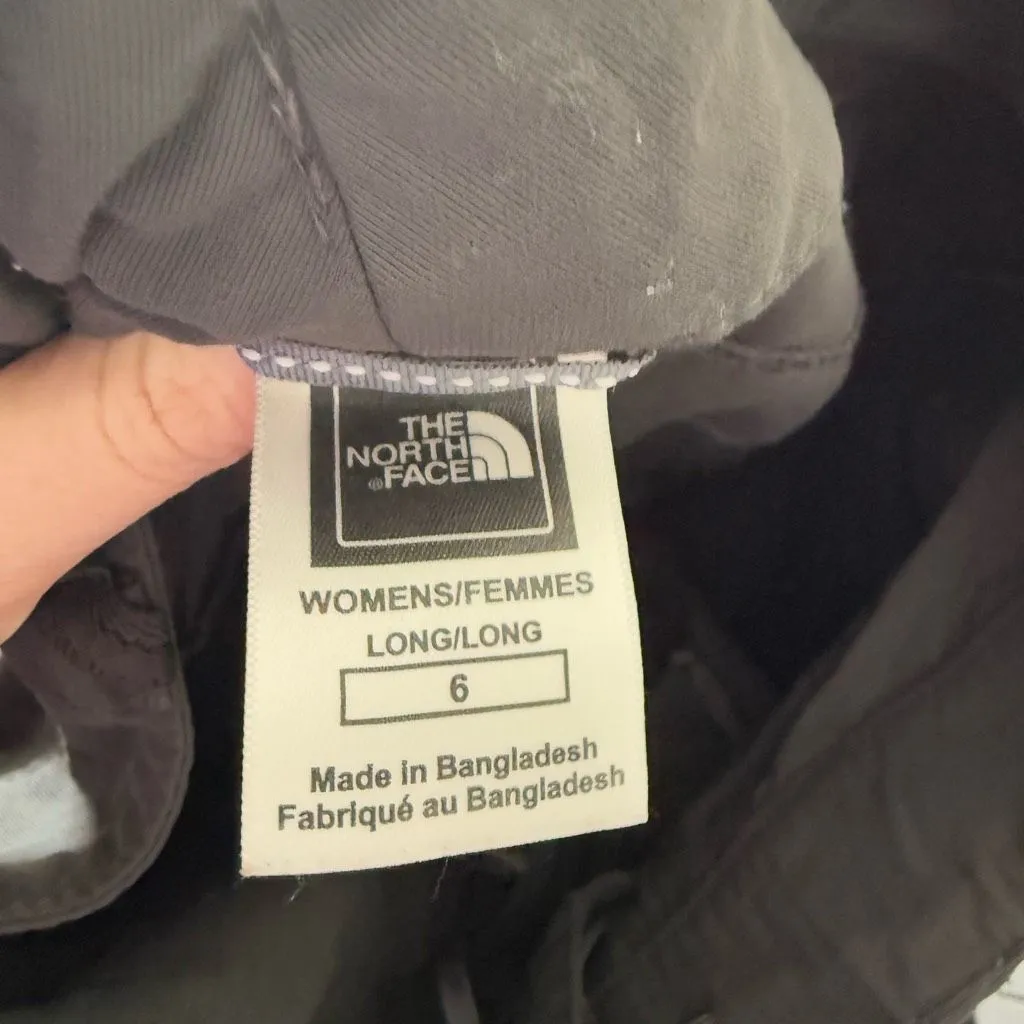 THE
NORTH
®FACE
WOMENS/FEMMES
LONG/LONG
6
Made in Bangladesh
Fabriqué au Bangladesh